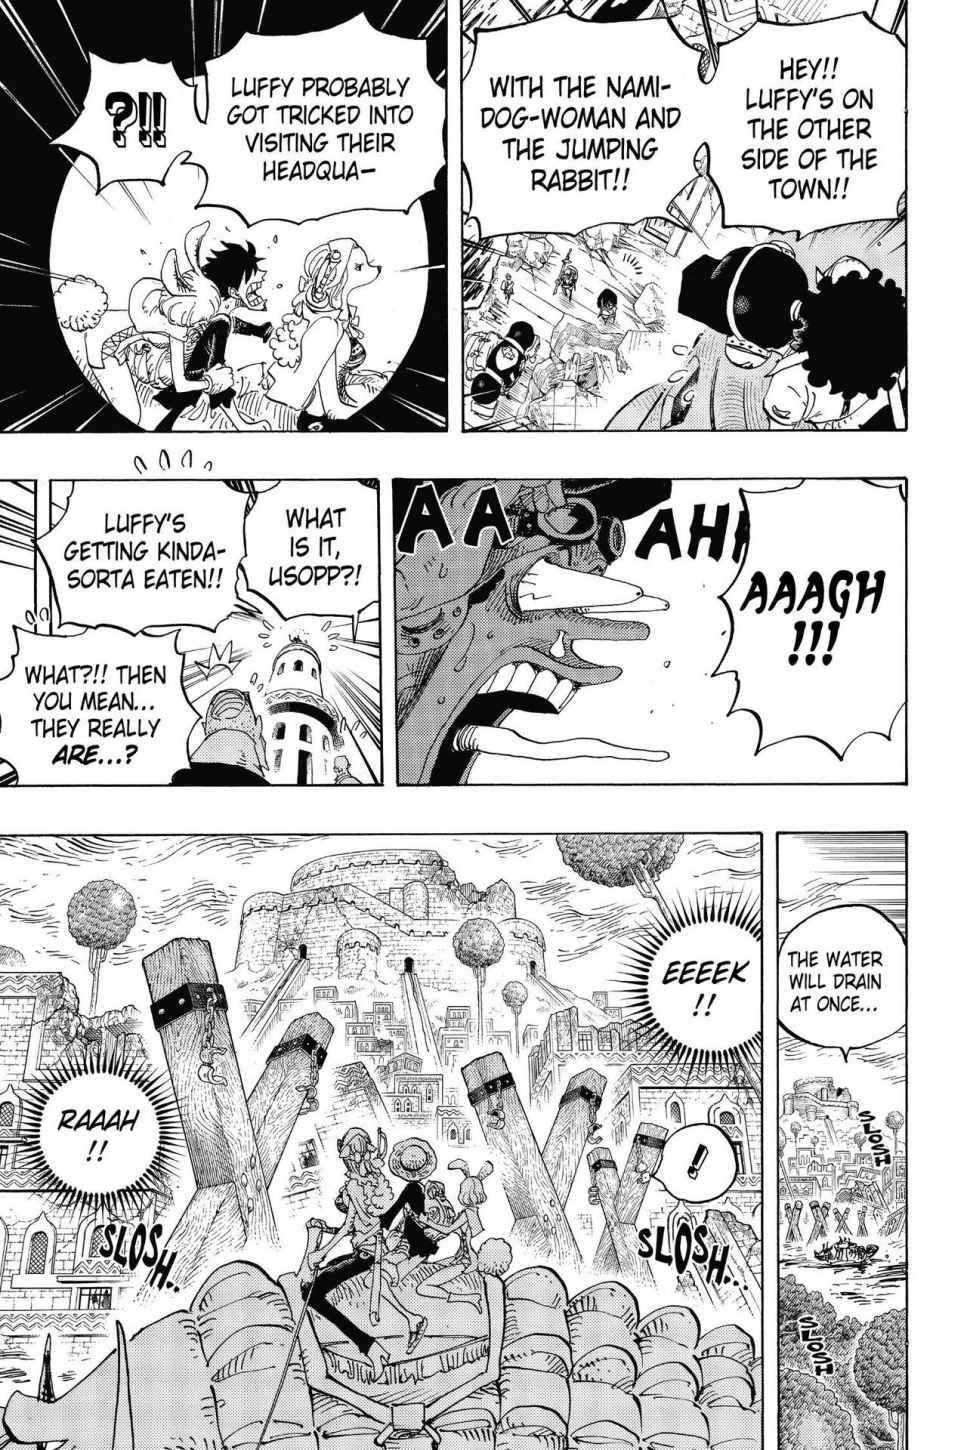 HEY!!
LUFFY'S ON
THE OTHER
SIDE OF THE
TOWN!!
WITH THE NAMI-
DOG-WOMAN AND
THE JUMPING
RABBIT!!
LUFFY PROBABLY
GOT TRICKED INTO
VISITING THEIR
HEADQUA—
?!!
AAAGH
!!!
AHH
AA
WHAT
IS IT,
USOPP?!
LUFFY'S
GETTING KINDA-
SORTA EATEN!!
WHAT?!! THEN
YOU MEAN...
THEY REALLY
ARE...?
THE WATER
WILL DRAIN
AT ONCE...
SLOSH
SLOSH
EEEEK
!!
!
SLOSH...
RAAAH
!!
SLOSH..